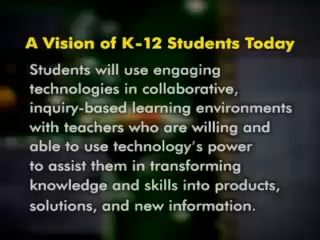 A Vision of K-12 Students Today
Students will use engaging
technologies in collaborative,
inquiry-based learning environments
with teachers who are willing and
able to use technology's power
to assist them in transforming
knowledge and skills into products,
solutions, and new information.